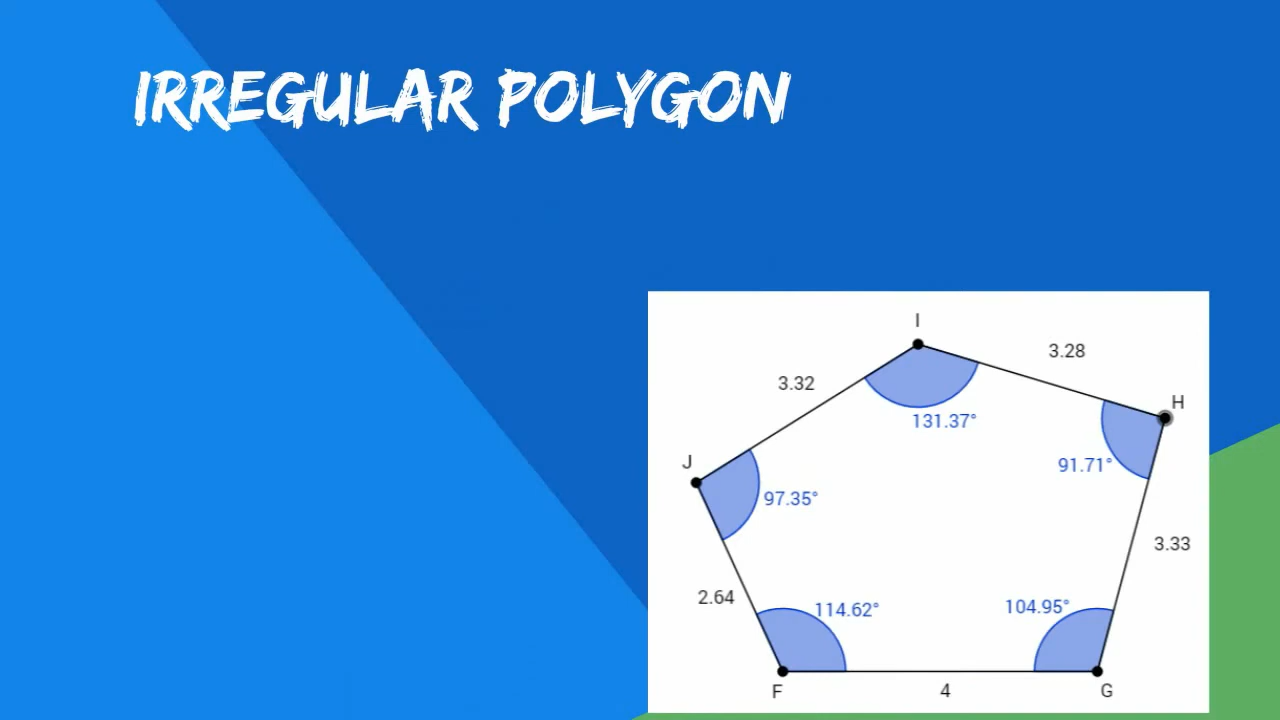 IRREGULAR POLYGON
I
3.28
3.32
H
131.37°
91.71°
J
97.35°
3.33
2.64
114.62°
104.95°
F
4
G